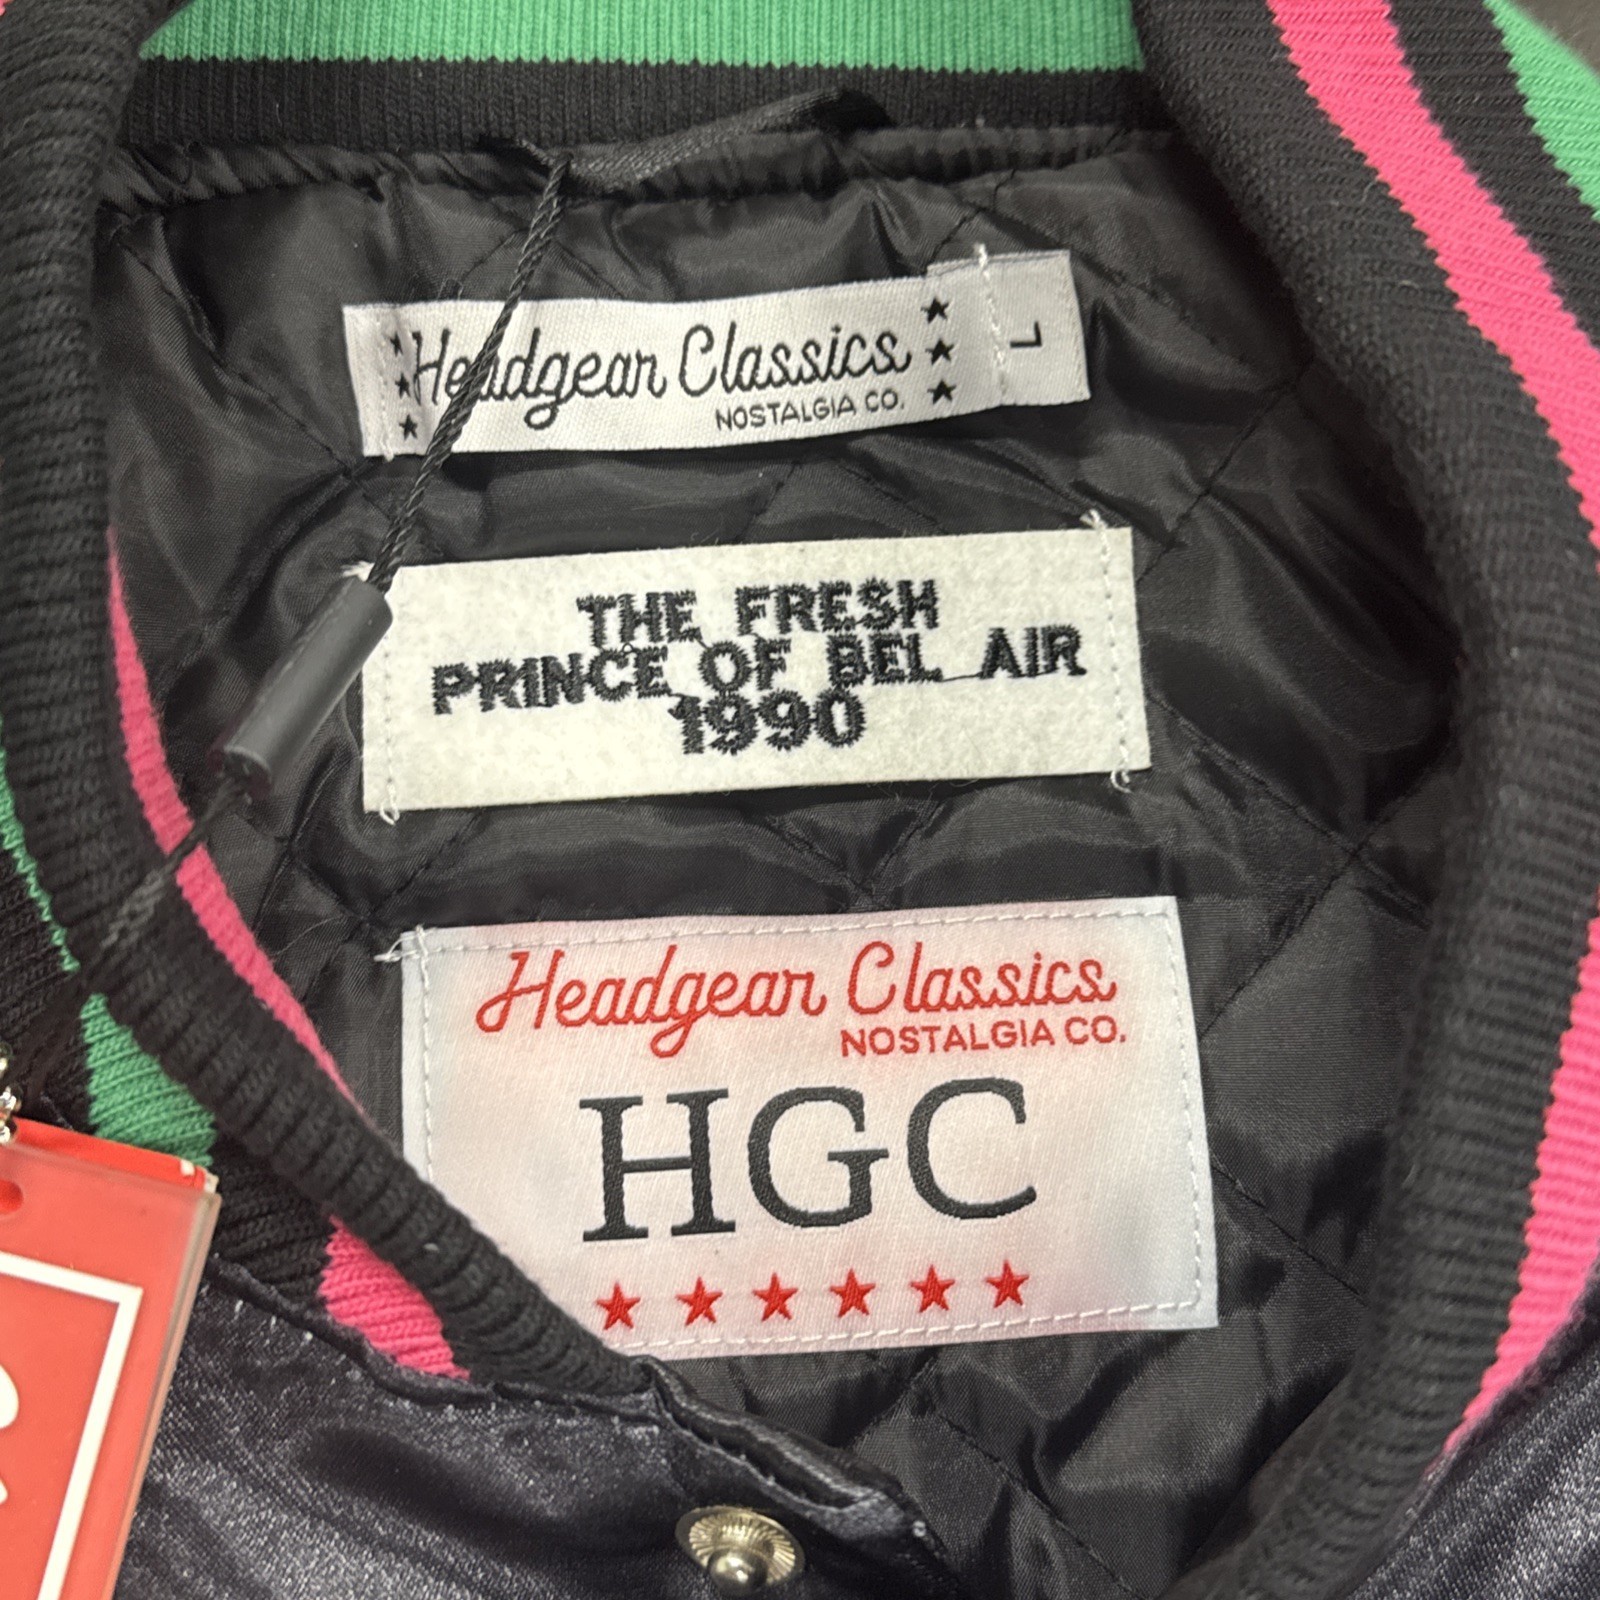 Headgear Classics
NOSTALGIA CO.
L
THE FRESH
PRINCE OF BEL AIR
1990
Headgear Classics
NOSTALGIA CO.
HGC